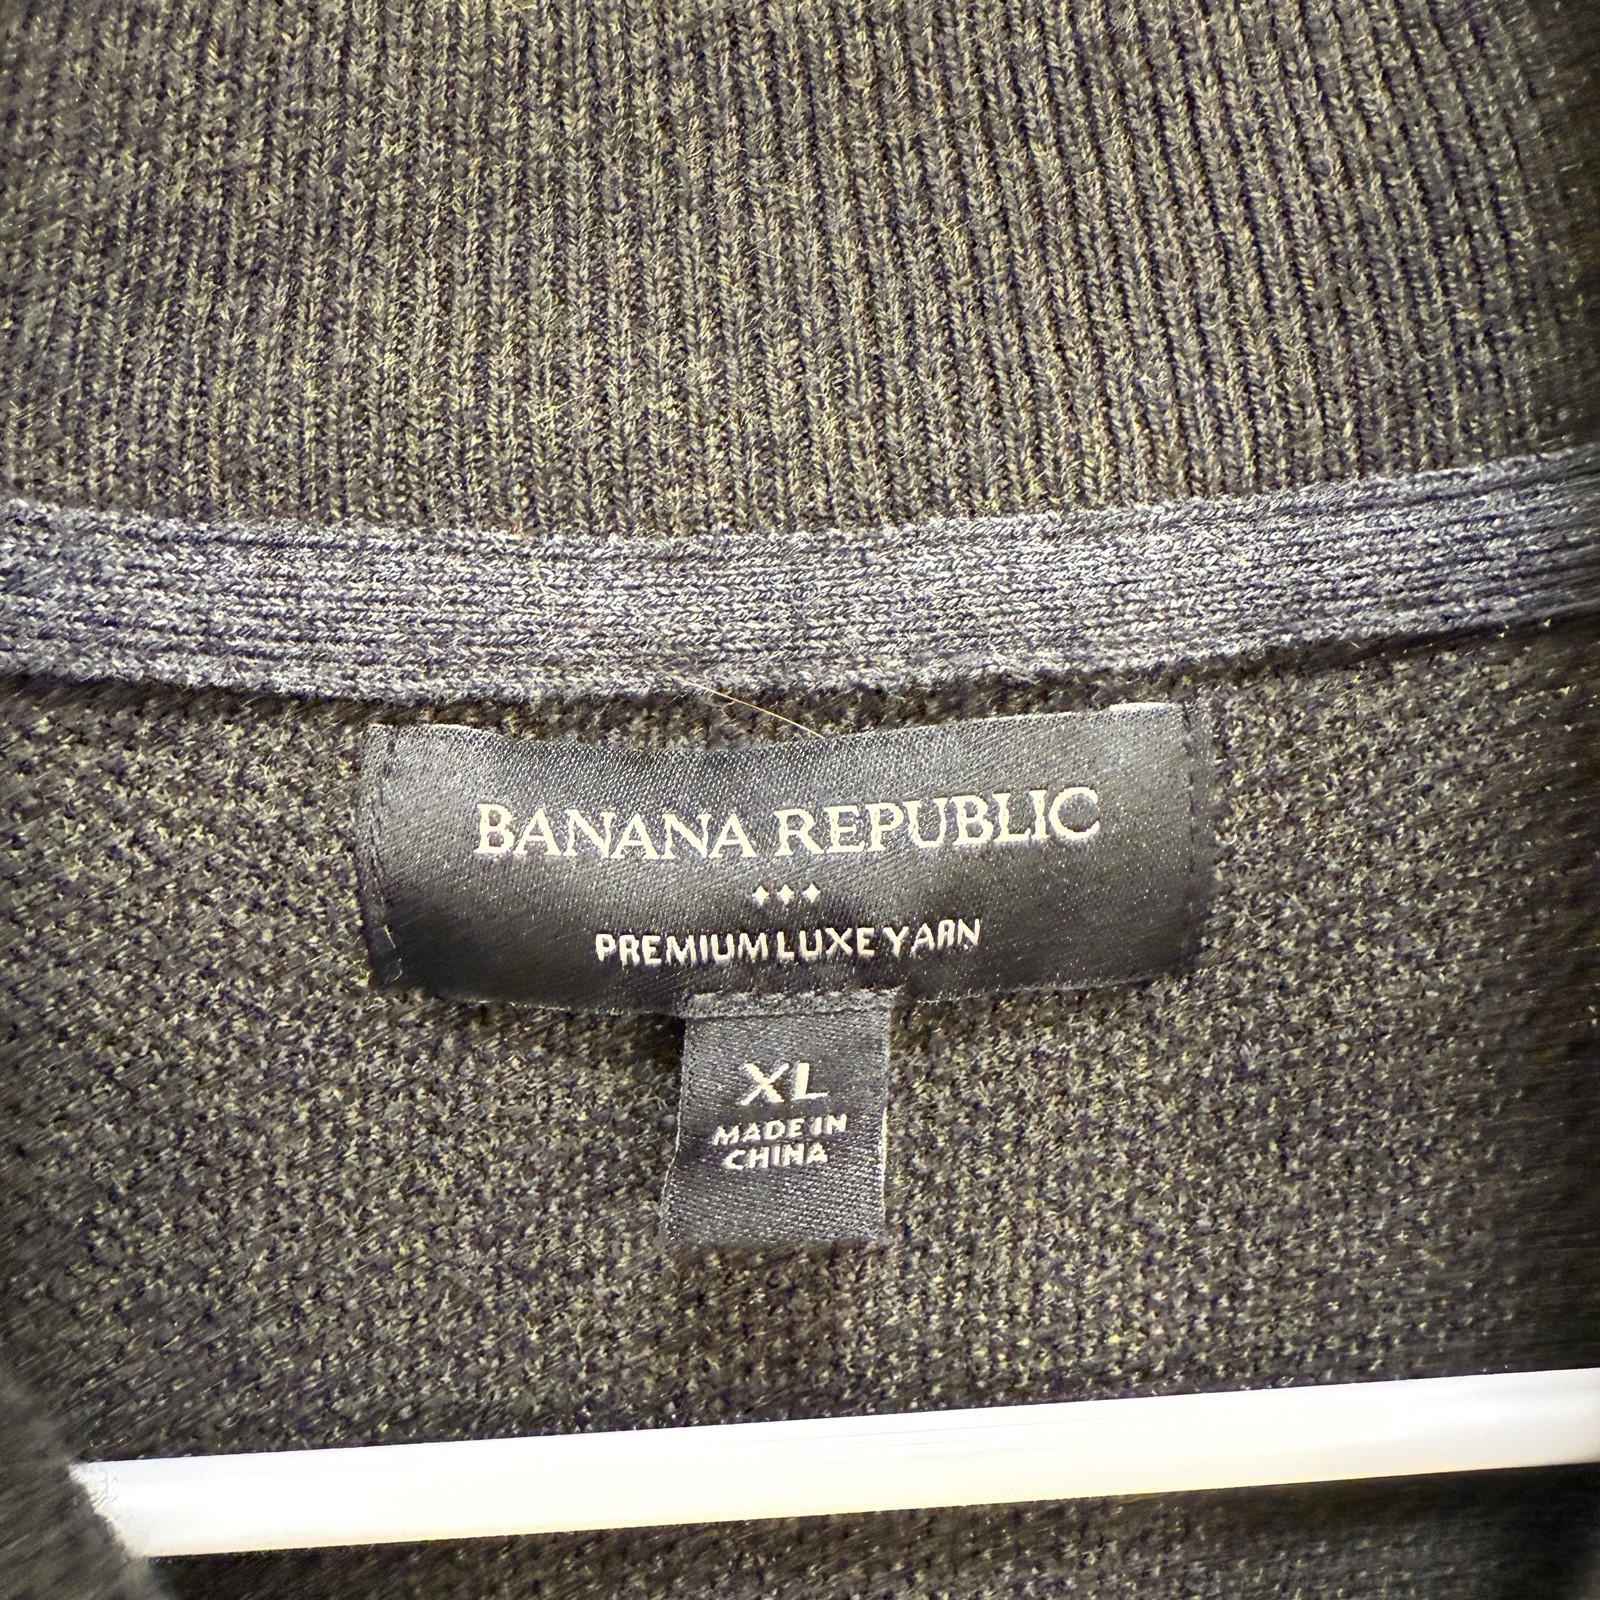 BANANA REPUBLIC
PREMIUM LUXE YARN
XL
MADE IN
CHINA